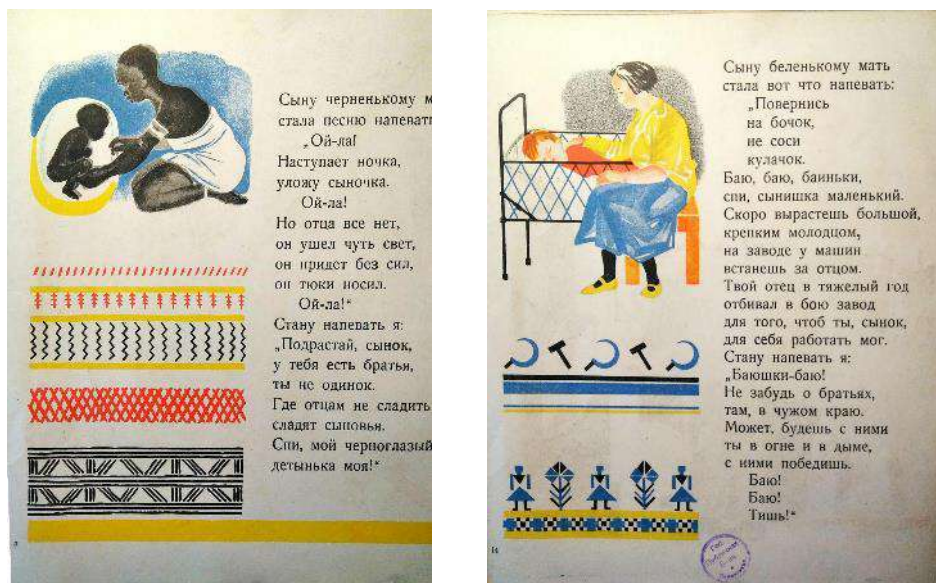 Сыну черненькому м
стала песню напевать
„Ой-ла!
Наступает ночка,
уложу сыночка.
Ой-ла!
Но отца все нет,
он ушел чуть свет,
он придет без сил,
он тюки носил.
Ой-ла!“
Стану напевать я:
„Подрастай, сынок,
у тебя есть братья,
ты не одинок.
Где отцам не сладить
сладят сыновья.
Спи, мой черноглазый
детынька моя!“
Сыну беленькому мать
стала вот что напевать:
„Повернись
на бочок,
не соси
кулачок.
Баю, баю, баиньки,
спи, сынишка маленький.
Скоро вырастешь большой,
крепким молодцом,
на заводе у машин
встанешь за отцом.
Твой отец в тяжелый год
отбивал в бою завод
для того, чтоб ты, сынок,
для себя работать мог.
Стану напевать я:
„Баюшки-баю!
Не забудь о братьях,
там, в чужом краю.
Может, будешь с ними
ты в огне и в дыме,
с ними победишь.
Баю!
Баю!
Тишь!“
14